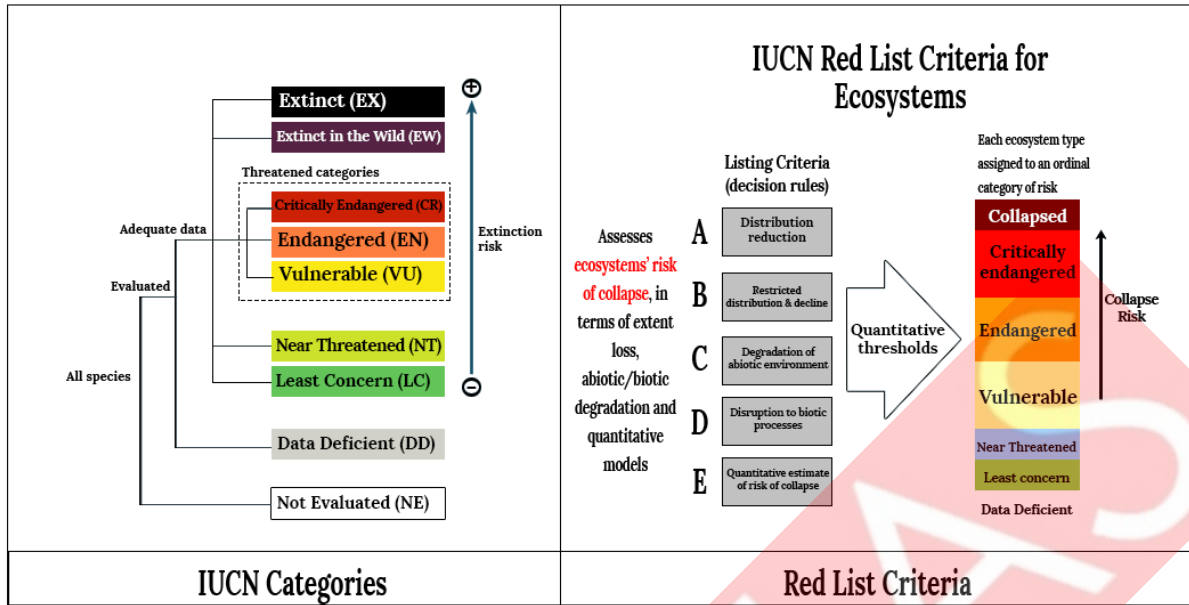 Extinct (EX)
Extinct in the Wild (EW)
Threatened categories
Critically Endangered (CR)
Adequate data
Endangered (EN)
Extinction
risk
Vulnerable (VU)
Evaluated
Near Threatened (NT)
All species
Least Concern (LC)
Data Deficient (DD)
Not Evaluated (NE)
IUCN Categories
IUCN Red List Criteria for
Ecosystems
Assesses
ecosystems' risk
of collapse, in
terms of extent
loss,
abiotic/biotic
degradation and
quantitative
models
Listing Criteria
(decision rules)
A
Distribution
reduction
B
Restricted
distribution & decline
C
Degradation of
abiotic environment
D
Disruption to biotic
processes
E
Quantitative estimate
of risk of collapse
Quantitative
thresholds
Each ecosystem type
assigned to an ordinal
category of risk
Collapsed
Critically
endangered
Endangered
Vulnerable
Near Threatened
Least concern
Data Deficient
Collapse
Risk
Red List Criteria